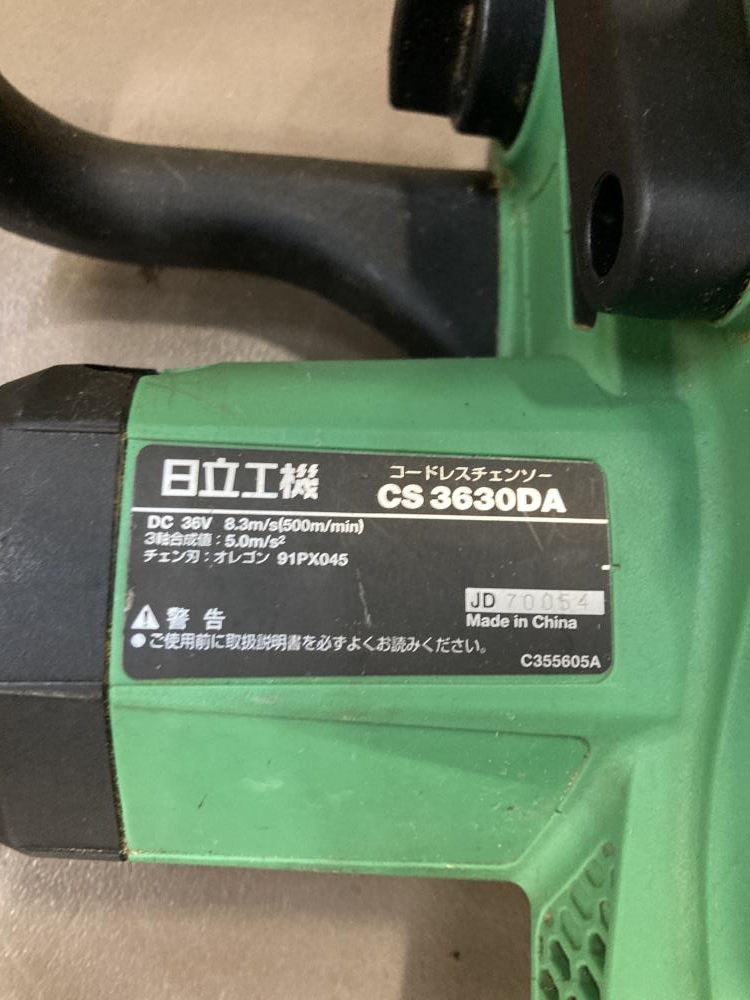 日立工機
コードレスチェンソー
CS 3630DA
DC 36V 8.3m/s(500m/min)
3軸合成値：5.0m/s²
チェン刃：オレゴン 91PX045
JD 70054
Made in China
⚠警告
●ご使用前に取扱説明書を必ずよくお読みください。
C355605A